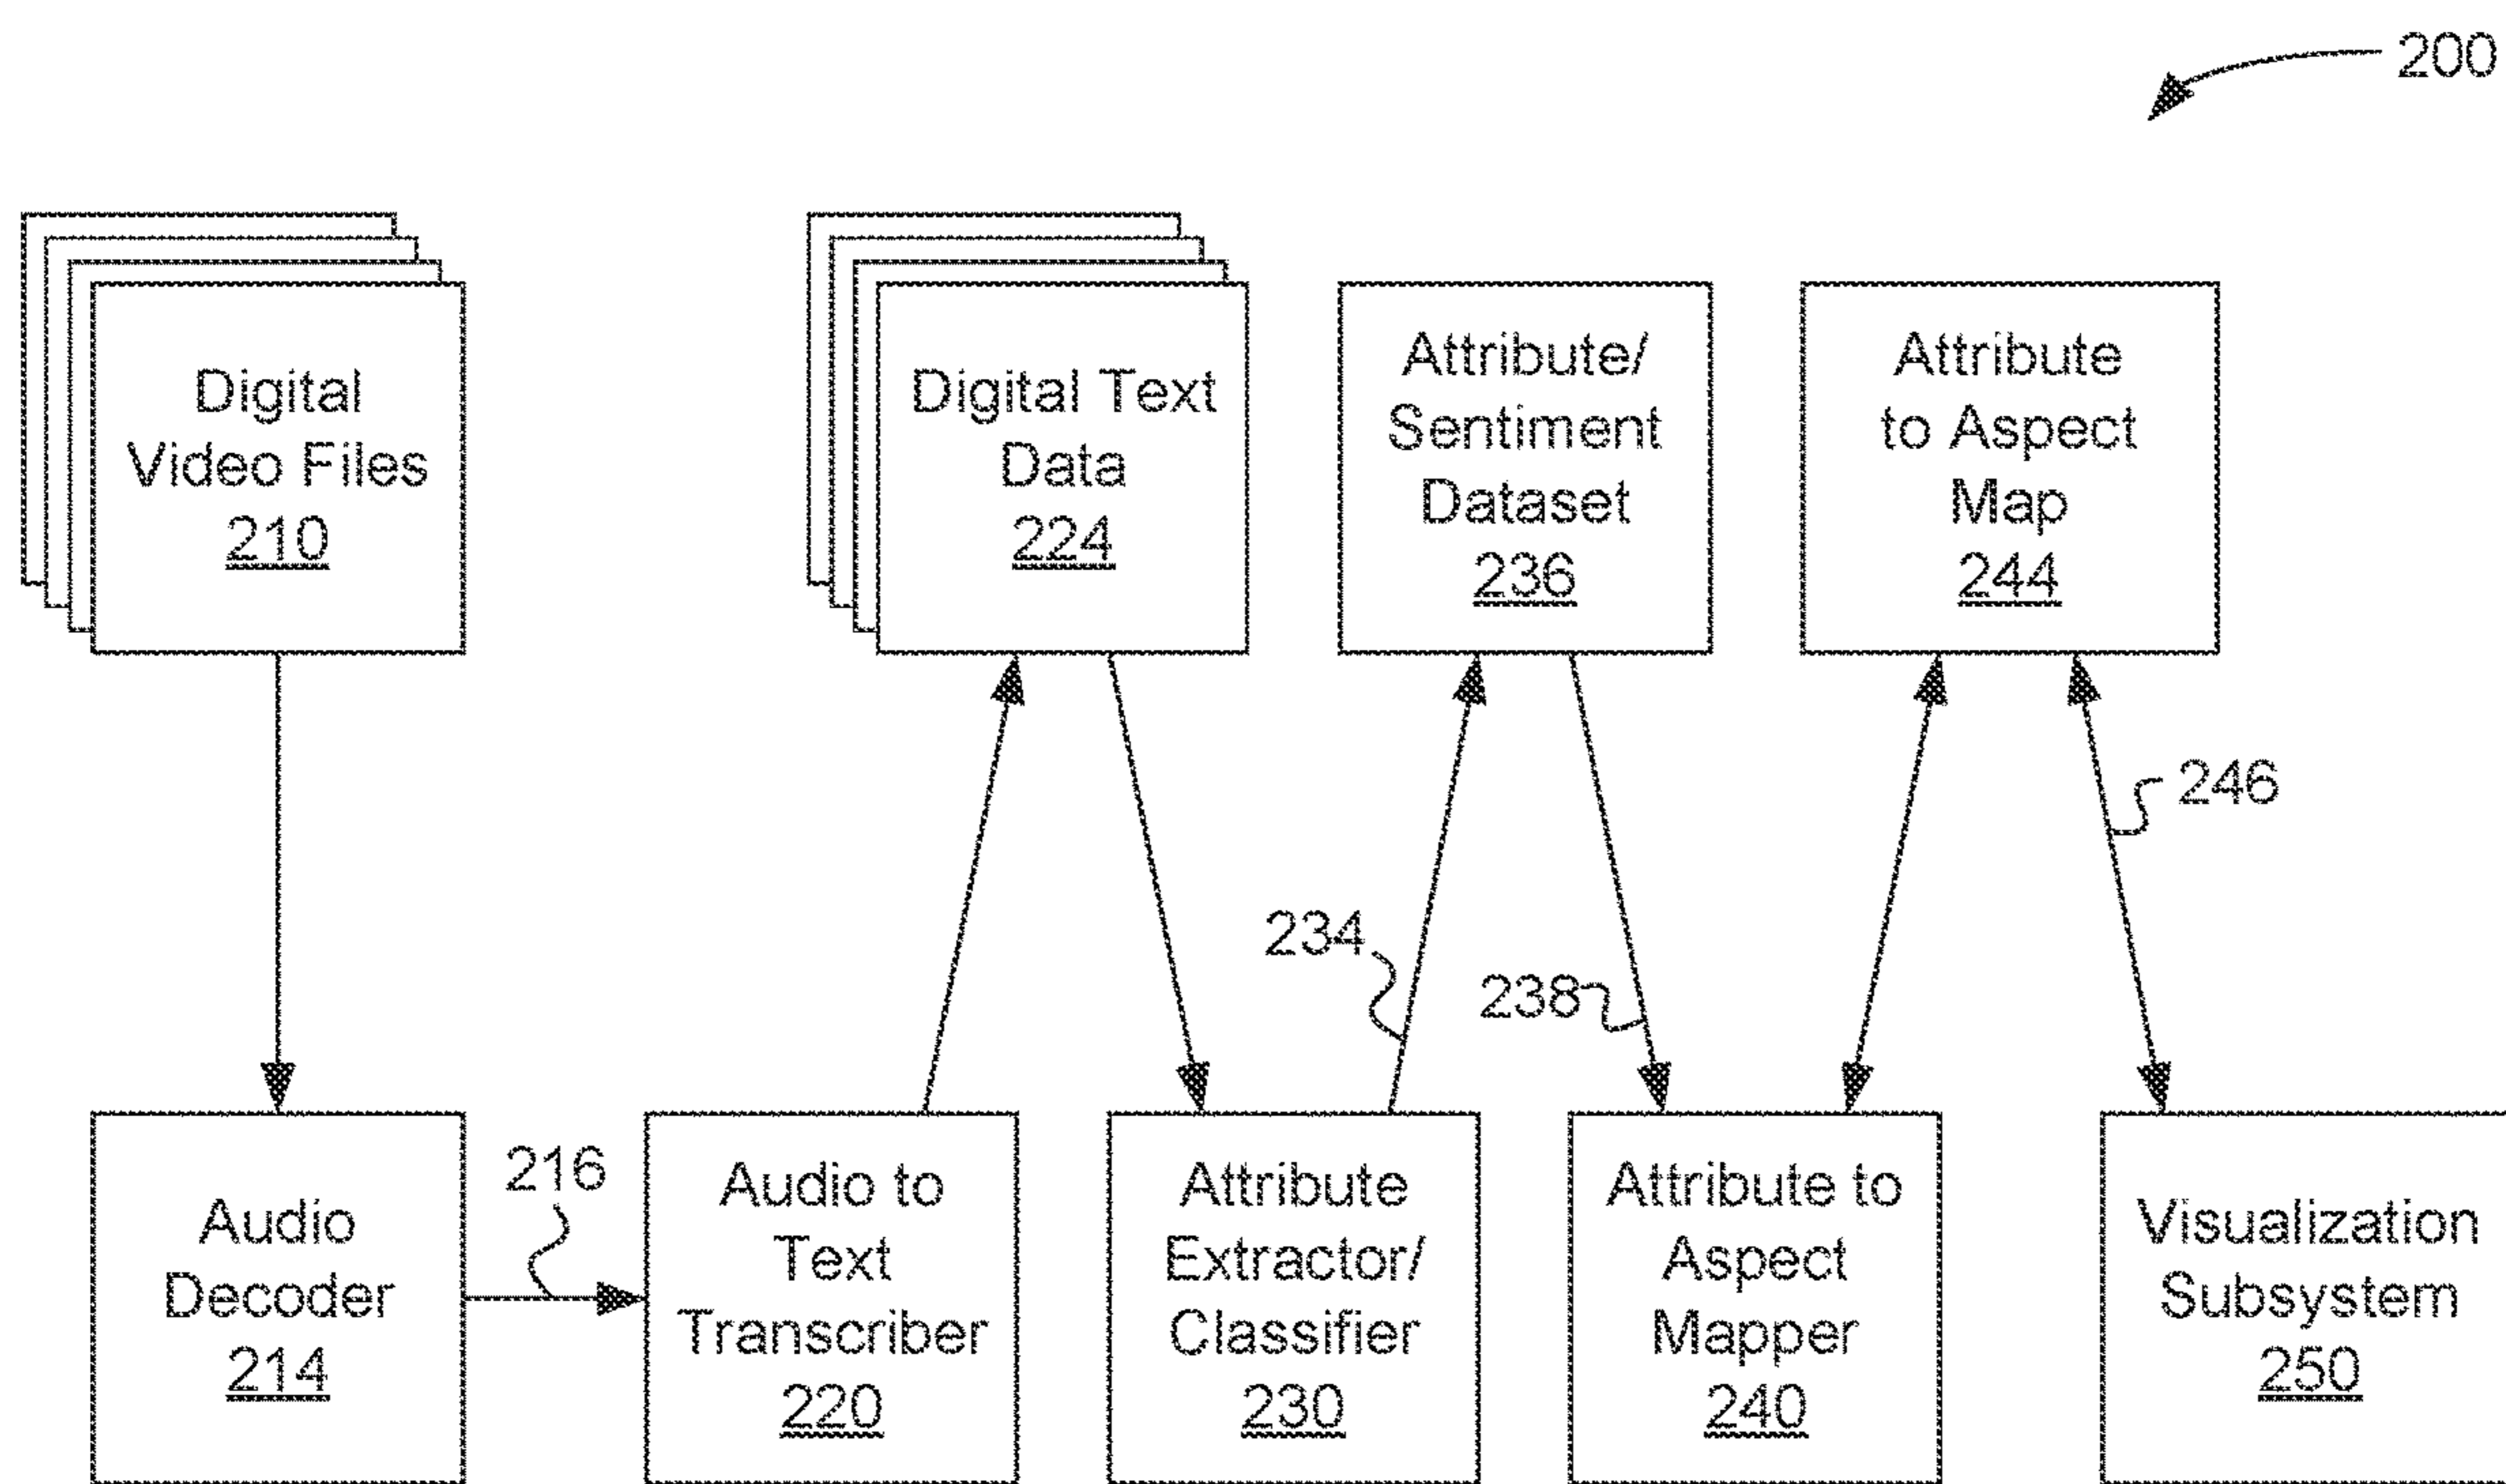 200
Digital
Video Files
210
Digital Text
Data
224
Attribute/
Sentiment
Dataset
236
Attribute
to Aspect
Map
244
246
234
238
216
Audio
Decoder
214
Audio to
Text
Transcriber
220
Attribute
Extractor/
Classifier
230
Attribute to
Aspect
Mapper
240
Visualization
Subsystem
250